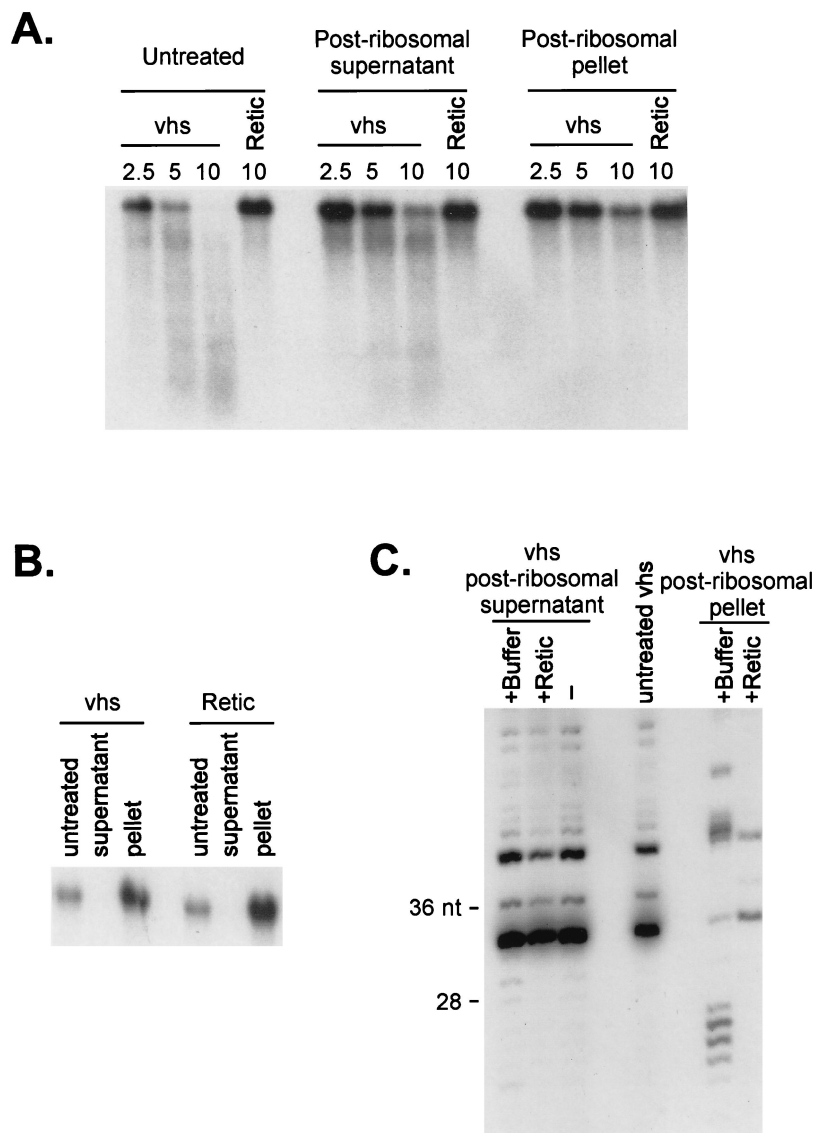 A.
Untreated
Post-ribosomal
supernatant
Post-ribosomal
pellet
vhs
Retic
vhs
Retic
vhs
Retic
2.5 5 10 10
2.5 5 10 10
2.5 5 10 10
B.
vhs
Retic
untreated
supernatant
pellet
untreated
supernatant
pellet
C.
vhs
post-ribosomal
supernatant
untreated vhs
vhs
post-ribosomal
pellet
+Buffer
+Retic
–
+Buffer
+Retic
36 nt -
28 -